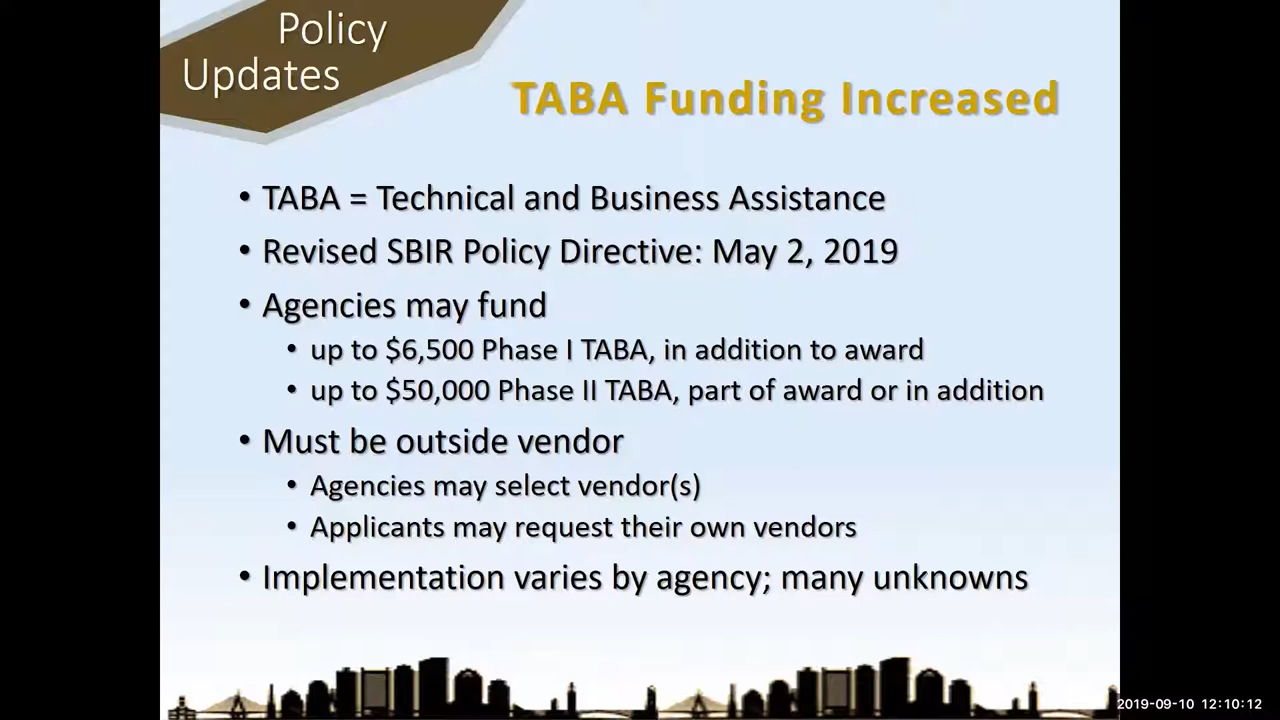 Policy
Updates
TABA Funding Increased
• TABA = Technical and Business Assistance
• Revised SBIR Policy Directive: May 2, 2019
• Agencies may fund
• up to $6,500 Phase I TABA, in addition to award
• up to $50,000 Phase II TABA, part of award or in addition
• Must be outside vendor
• Agencies may select vendor(s)
• Applicants may request their own vendors
• Implementation varies by agency; many unknowns
2019-09-10 12:10:12